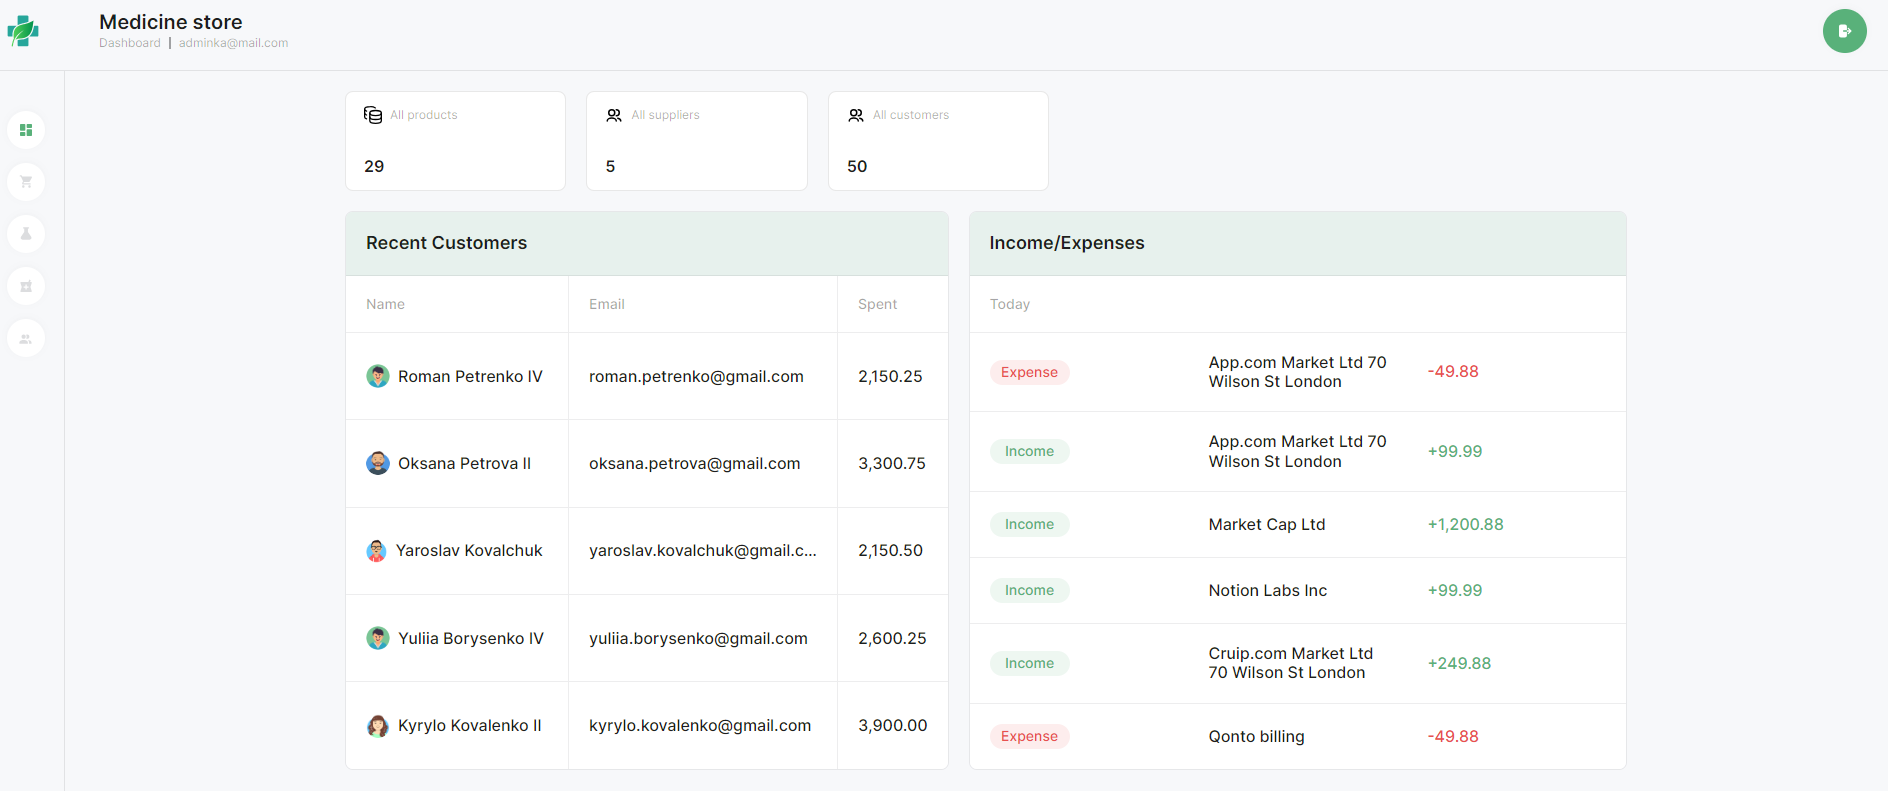 Medicine store
Dashboard | adminka@mail.com
All products
29
All suppliers
5
All customers
50
Recent Customers
Name Email Spent
Roman Petrenko IV roman.petrenko@gmail.com 2,150.25
Oksana Petrova II oksana.petrova@gmail.com 3,300.75
Yaroslav Kovalchuk yaroslav.kovalchuk@gmail.c... 2,150.50
Yuliia Borysenko IV yuliia.borysenko@gmail.com 2,600.25
Kyrylo Kovalenko II kyrylo.kovalenko@gmail.com 3,900.00
Income/Expenses
Today
Expense App.com Market Ltd 70
Wilson St London -49.88
Income App.com Market Ltd 70
Wilson St London +99.99
Income Market Cap Ltd +1,200.88
Income Notion Labs Inc +99.99
Income Cruip.com Market Ltd
70 Wilson St London +249.88
Expense Qonto billing -49.88